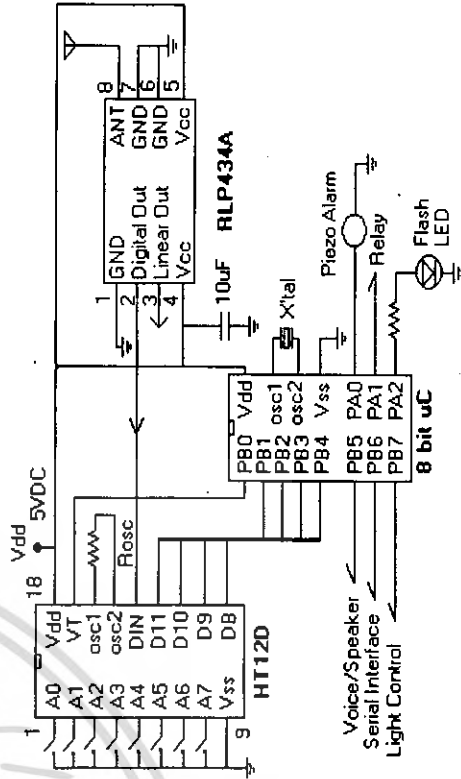 Vdd
5VDC
1
18
A0 Vdd
A1 VT
A2 osc1
A3 osc2
A4 DIN
A5 D11
A6 D10
A7 D9
Vss D8
9
HT12D
Rosc
1 GND
2 Digital Out
3 Linear Out
4 Vcc
ANT 8
GND 7
GND 6
Vcc 5
RLP434A
10uF
X'tal
PB0 Vdd
PB1
PB2 osc1
PB3 osc2
PB4 Vss
PB5 PA0
PB6 PA1
PB7 PA2
8 bit uC
Voice/Speaker
Serial Interface
Light Control
Piezo Alarm
Relay
Flash
LED